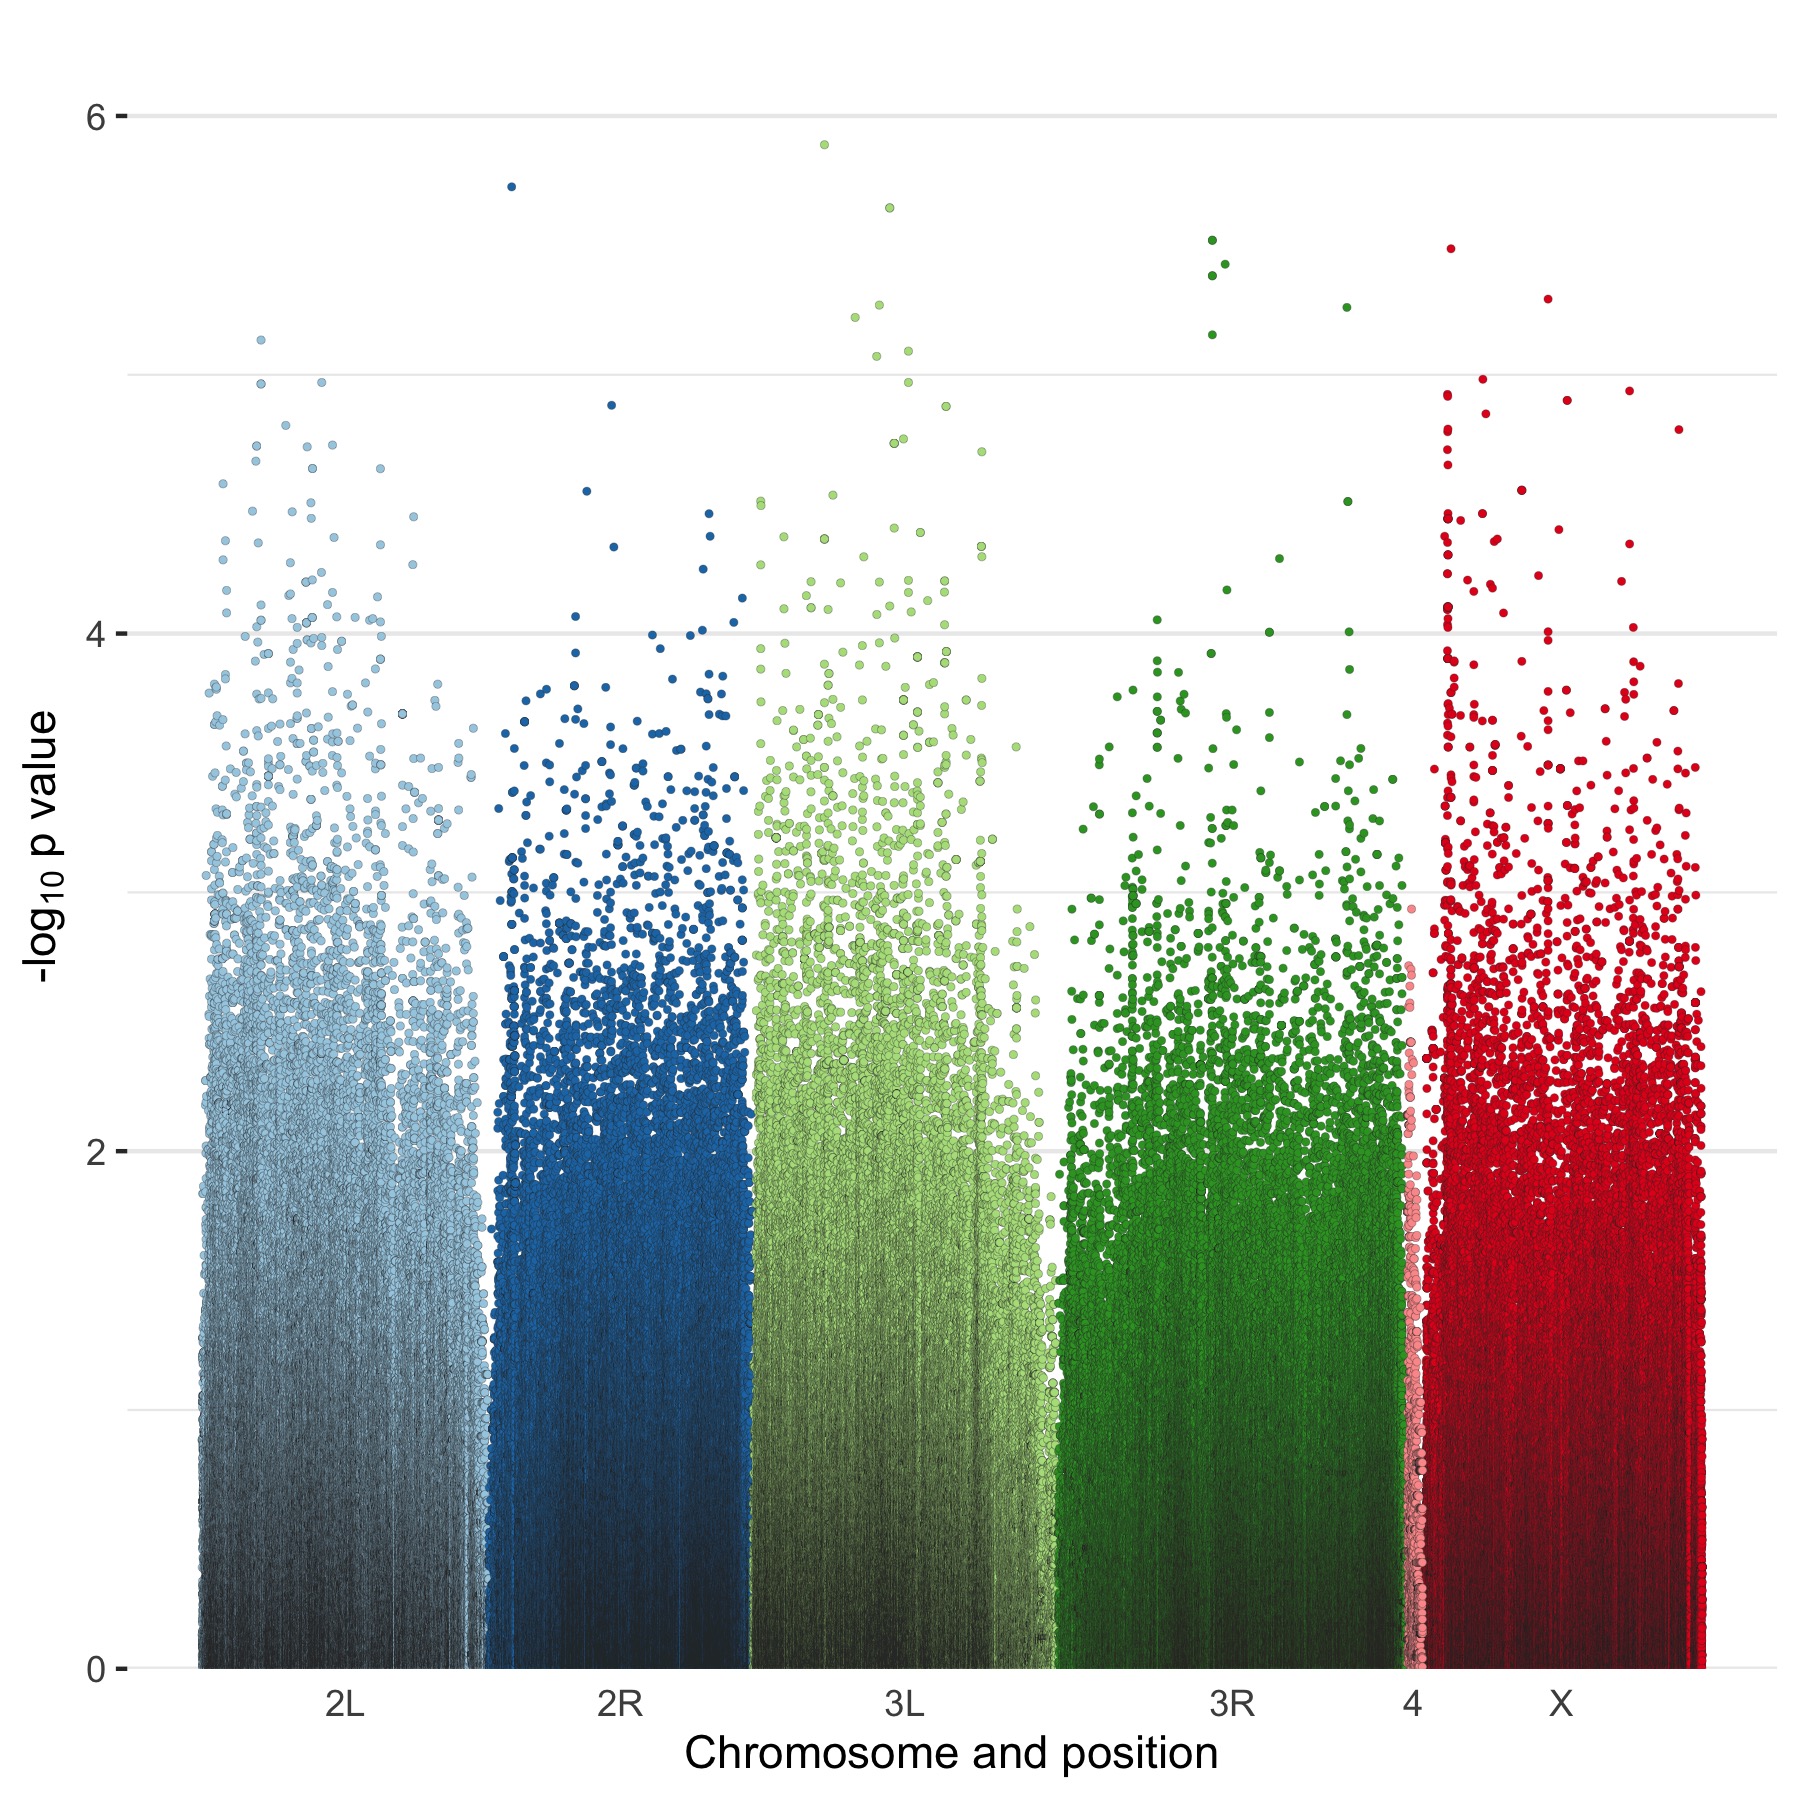 -log₁₀ p value
6
4
2
0
2L 2R 3L 3R 4 X
Chromosome and position